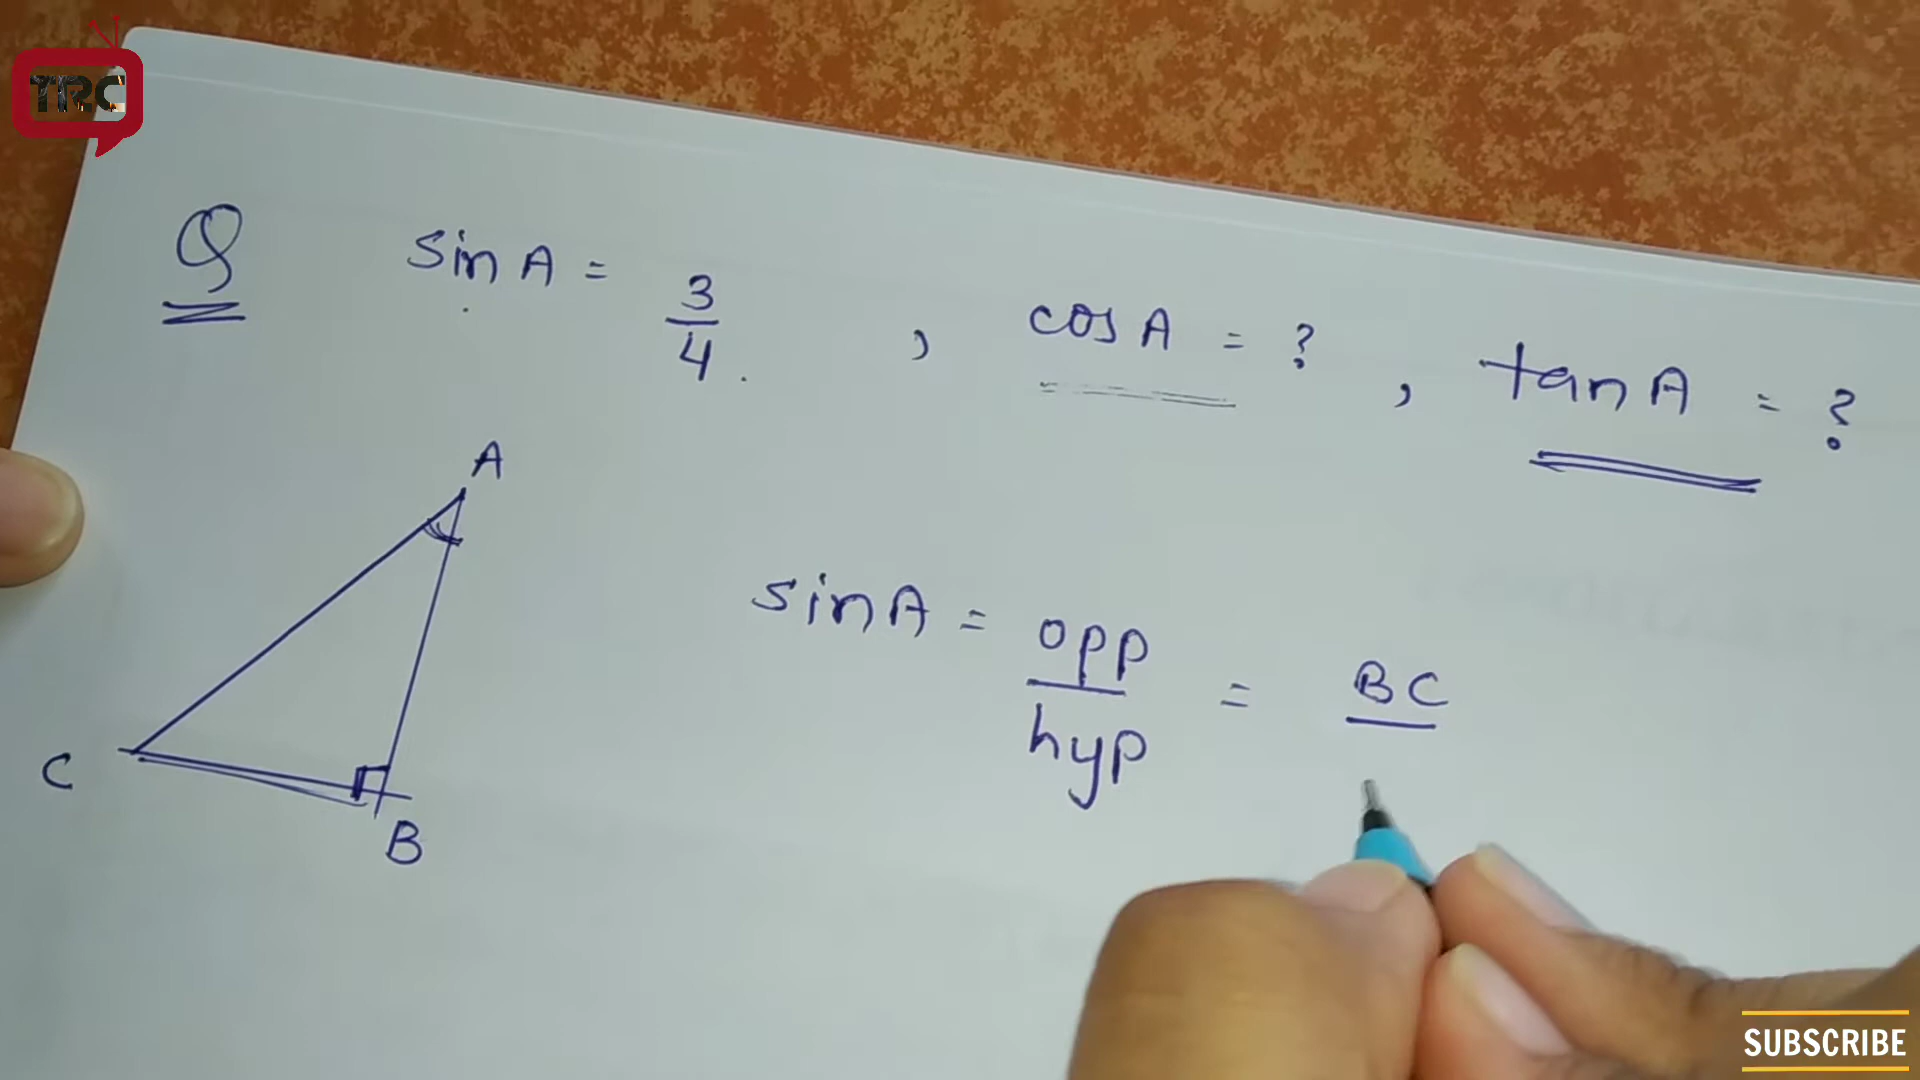 TRC
Q sin A = 3/4 . , cos A = ? , tan A = ?
A
sin A = opp/hyp = BC
C
B
SUBSCRIBE